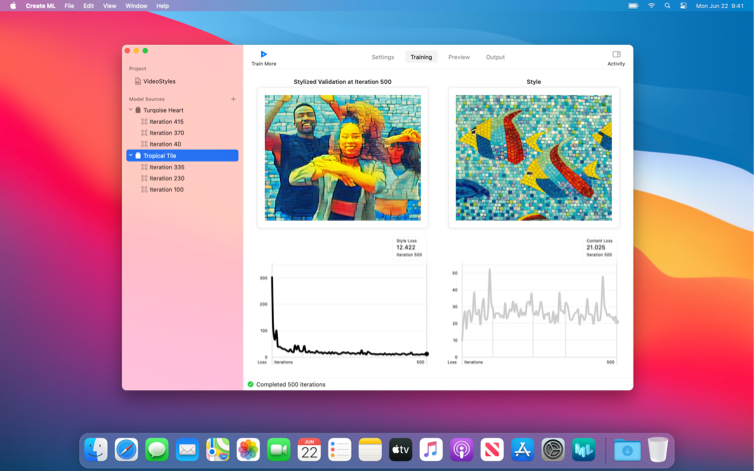 Create ML File Edit View Window Help Mon Jun 22 9:41
Train More
Settings Training Preview Output
Activity
Project
VideoStyles
Model Sources +
Turqoise Heart
Iteration 415
Iteration 370
Iteration 40
Tropical Tile
Iteration 335
Iteration 230
Iteration 100
Stylized Validation at Iteration 500
Style
Style Loss
12.422
Iteration 500
300
200
100
0
Loss Iterations 500
Content Loss
21.025
Iteration 500
50
40
30
20
10
0
Loss Iterations 500
Completed 500 iterations
JUN
22
tv